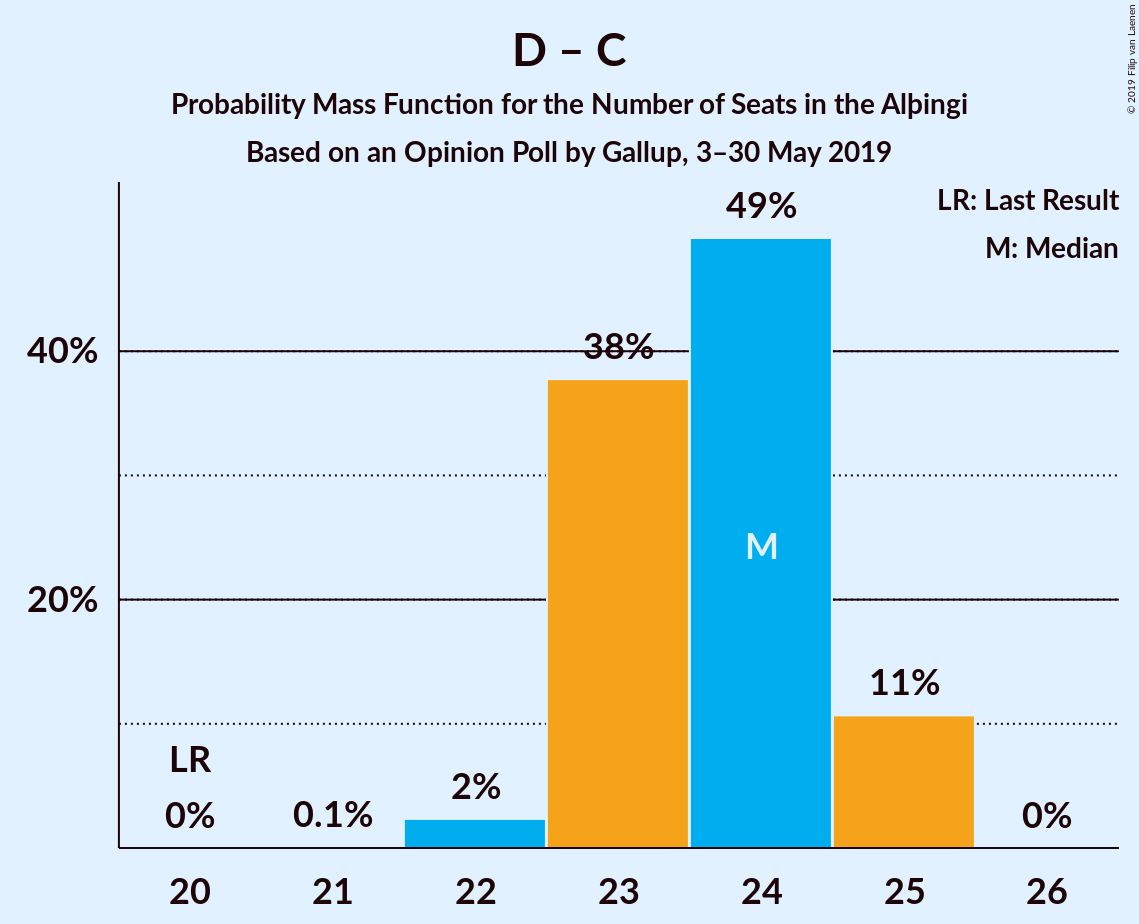 D – C
Probability Mass Function for the Number of Seats in the Alþingi
Based on an Opinion Poll by Gallup, 3–30 May 2019
© 2019 Filip van Laenen
LR: Last Result
M: Median
49%
40%
38%
M
20%
11%
LR
0%
0.1%
2%
0%
20 21 22 23 24 25 26